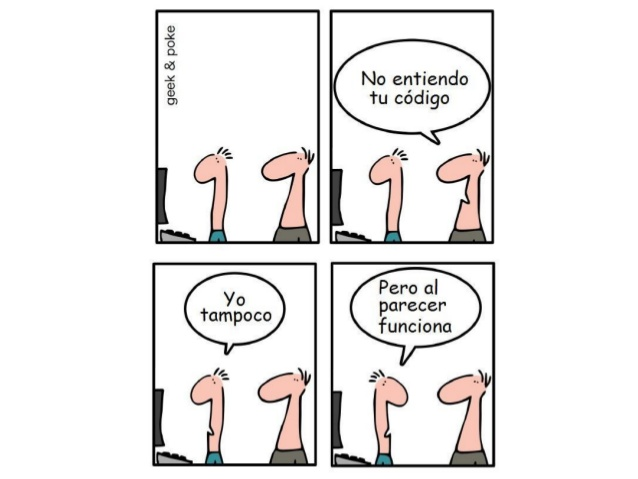 geek & poke
No entiendo
tu código
Yo
tampoco
Pero al
parecer
funciona